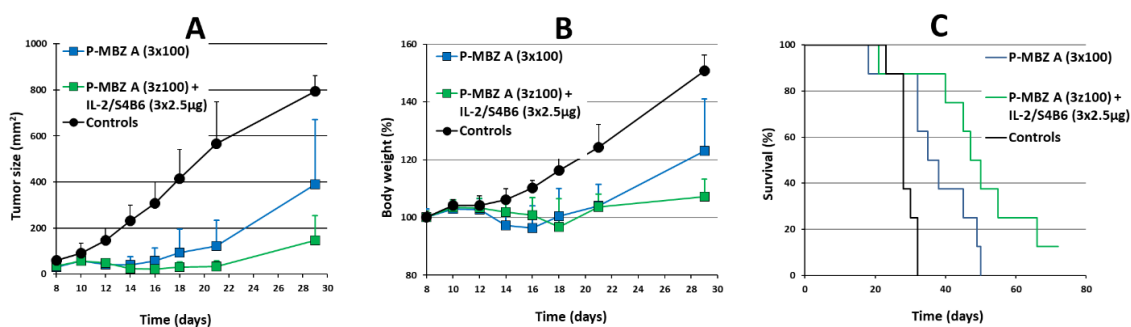 A
1000
800
600
400
200
0
8 10 12 14 16 18 20 22 24 26 28 30
Tumor size (mm²)
Time (days)
P-MBZ A (3x100)
P-MBZ A (3z100) +
IL-2/S4B6 (3x2.5µg)
Controls
B
160
140
120
100
80
8 10 12 14 16 18 20 22 24 26 28 30
Body weight (%)
Time (days)
P-MBZ A (3x100)
P-MBZ A (3z100) +
IL-2/S4B6 (3x2.5µg)
Controls
C
100
80
60
40
20
0
0 20 40 60 80
Survival (%)
Time (days)
P-MBZ A (3x100)
P-MBZ A (3z100) +
IL-2/S4B6 (3x2.5µg)
Controls